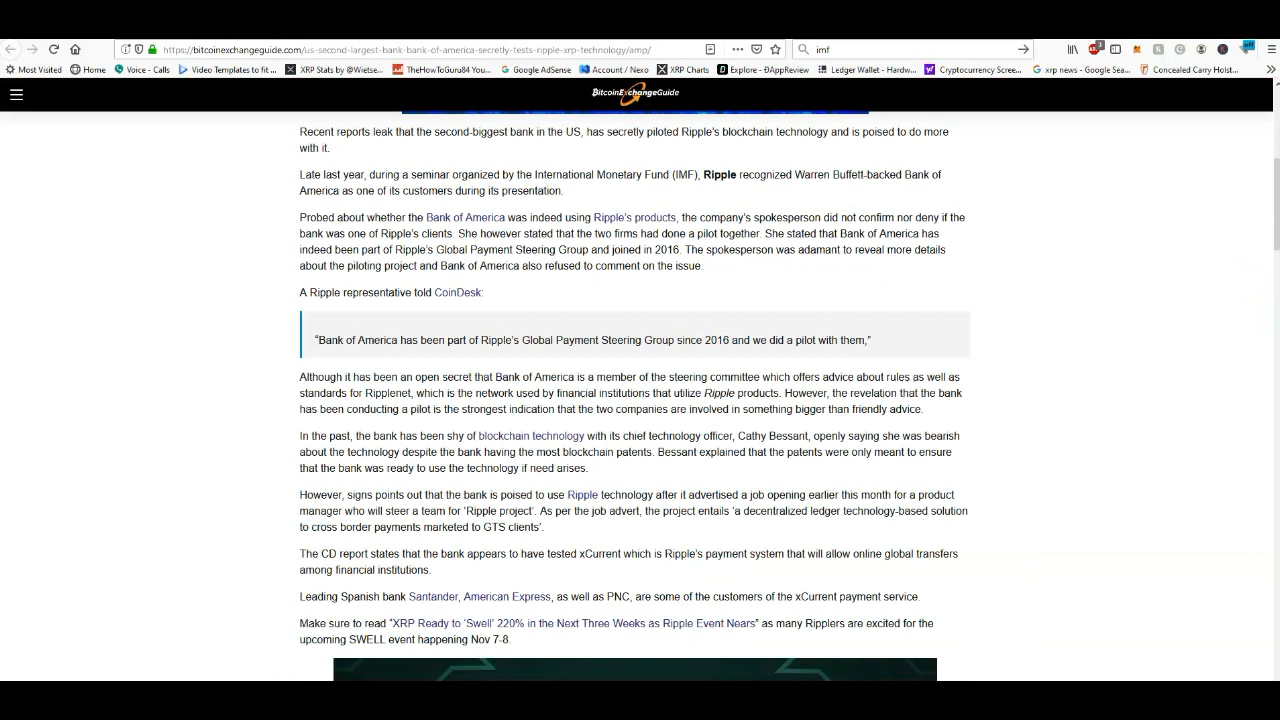 https://bitcoinexchangeguide.com/us-second-largest-bank-bank-of-america-secretly-tests-ripple-xrp-technology/amp/
imf
Most Visited Home Voice - Calls Video Templates to fit ... XRP Stats by @Wietse... TheHowToGuru84 You... Google AdSense Account / Nexo XRP Charts Explore - ÐAppReview Ledger Wallet - Hardw... Cryptocurrency Scree... xrp news - Google Sea... Concealed Carry Holst...
BitcoinExchangeGuide
Recent reports leak that the second-biggest bank in the US, has secretly piloted Ripple's blockchain technology and is poised to do more
with it.
Late last year, during a seminar organized by the International Monetary Fund (IMF), Ripple recognized Warren Buffett-backed Bank of
America as one of its customers during its presentation.
Probed about whether the Bank of America was indeed using Ripple's products, the company's spokesperson did not confirm nor deny if the
bank was one of Ripple's clients. She however stated that the two firms had done a pilot together. She stated that Bank of America has
indeed been part of Ripple's Global Payment Steering Group and joined in 2016. The spokesperson was adamant to reveal more details
about the piloting project and Bank of America also refused to comment on the issue.
A Ripple representative told CoinDesk:
“Bank of America has been part of Ripple's Global Payment Steering Group since 2016 and we did a pilot with them,”
Although it has been an open secret that Bank of America is a member of the steering committee which offers advice about rules as well as
standards for Ripplenet, which is the network used by financial institutions that utilize Ripple products. However, the revelation that the bank
has been conducting a pilot is the strongest indication that the two companies are involved in something bigger than friendly advice.
In the past, the bank has been shy of blockchain technology with its chief technology officer, Cathy Bessant, openly saying she was bearish
about the technology despite the bank having the most blockchain patents. Bessant explained that the patents were only meant to ensure
that the bank was ready to use the technology if need arises.
However, signs points out that the bank is poised to use Ripple technology after it advertised a job opening earlier this month for a product
manager who will steer a team for ‘Ripple project’. As per the job advert, the project entails ‘a decentralized ledger technology-based solution
to cross border payments marketed to GTS clients’.
The CD report states that the bank appears to have tested xCurrent which is Ripple's payment system that will allow online global transfers
among financial institutions.
Leading Spanish bank Santander, American Express, as well as PNC, are some of the customers of the xCurrent payment service.
Make sure to read “XRP Ready to ‘Swell’ 220% in the Next Three Weeks as Ripple Event Nears” as many Ripplers are excited for the
upcoming SWELL event happening Nov 7-8.